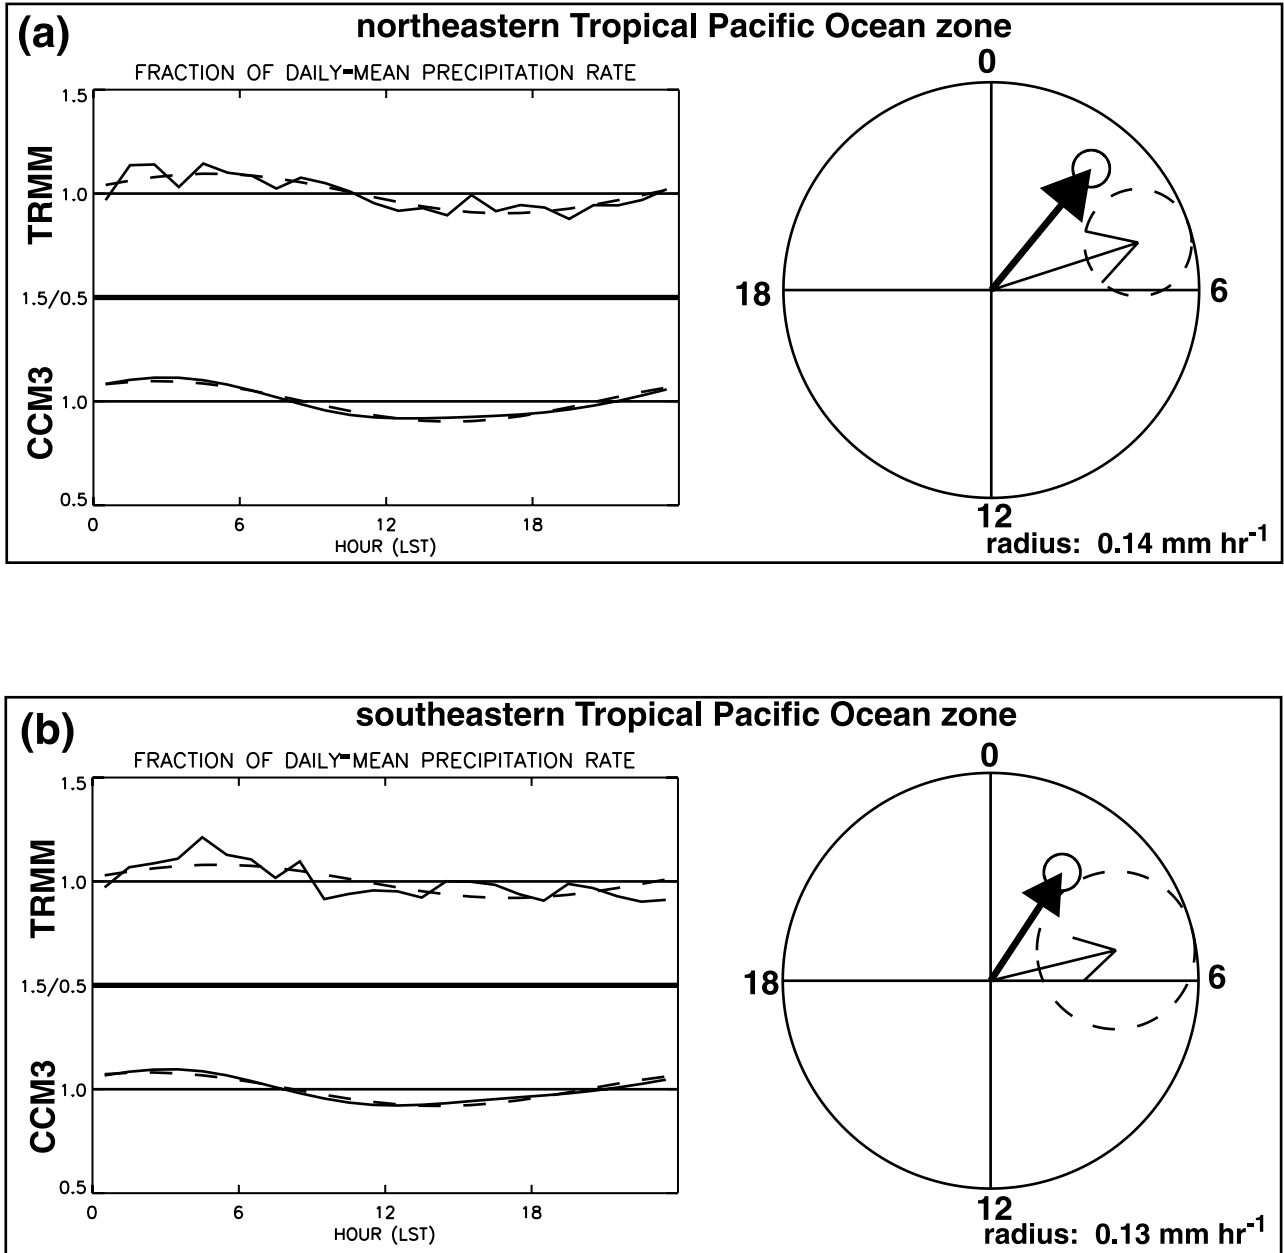 (a)
northeastern Tropical Pacific Ocean zone
FRACTION OF DAILY-MEAN PRECIPITATION RATE
1.5
TRMM
1.0
1.5/0.5
CCM3
1.0
0.5
0 6 12 18
HOUR (LST)
0
18
6
12
radius: 0.14 mm hr-1
(b)
southeastern Tropical Pacific Ocean zone
FRACTION OF DAILY-MEAN PRECIPITATION RATE
1.5
TRMM
1.0
1.5/0.5
CCM3
1.0
0.5
0 6 12 18
HOUR (LST)
0
18
6
12
radius: 0.13 mm hr-1